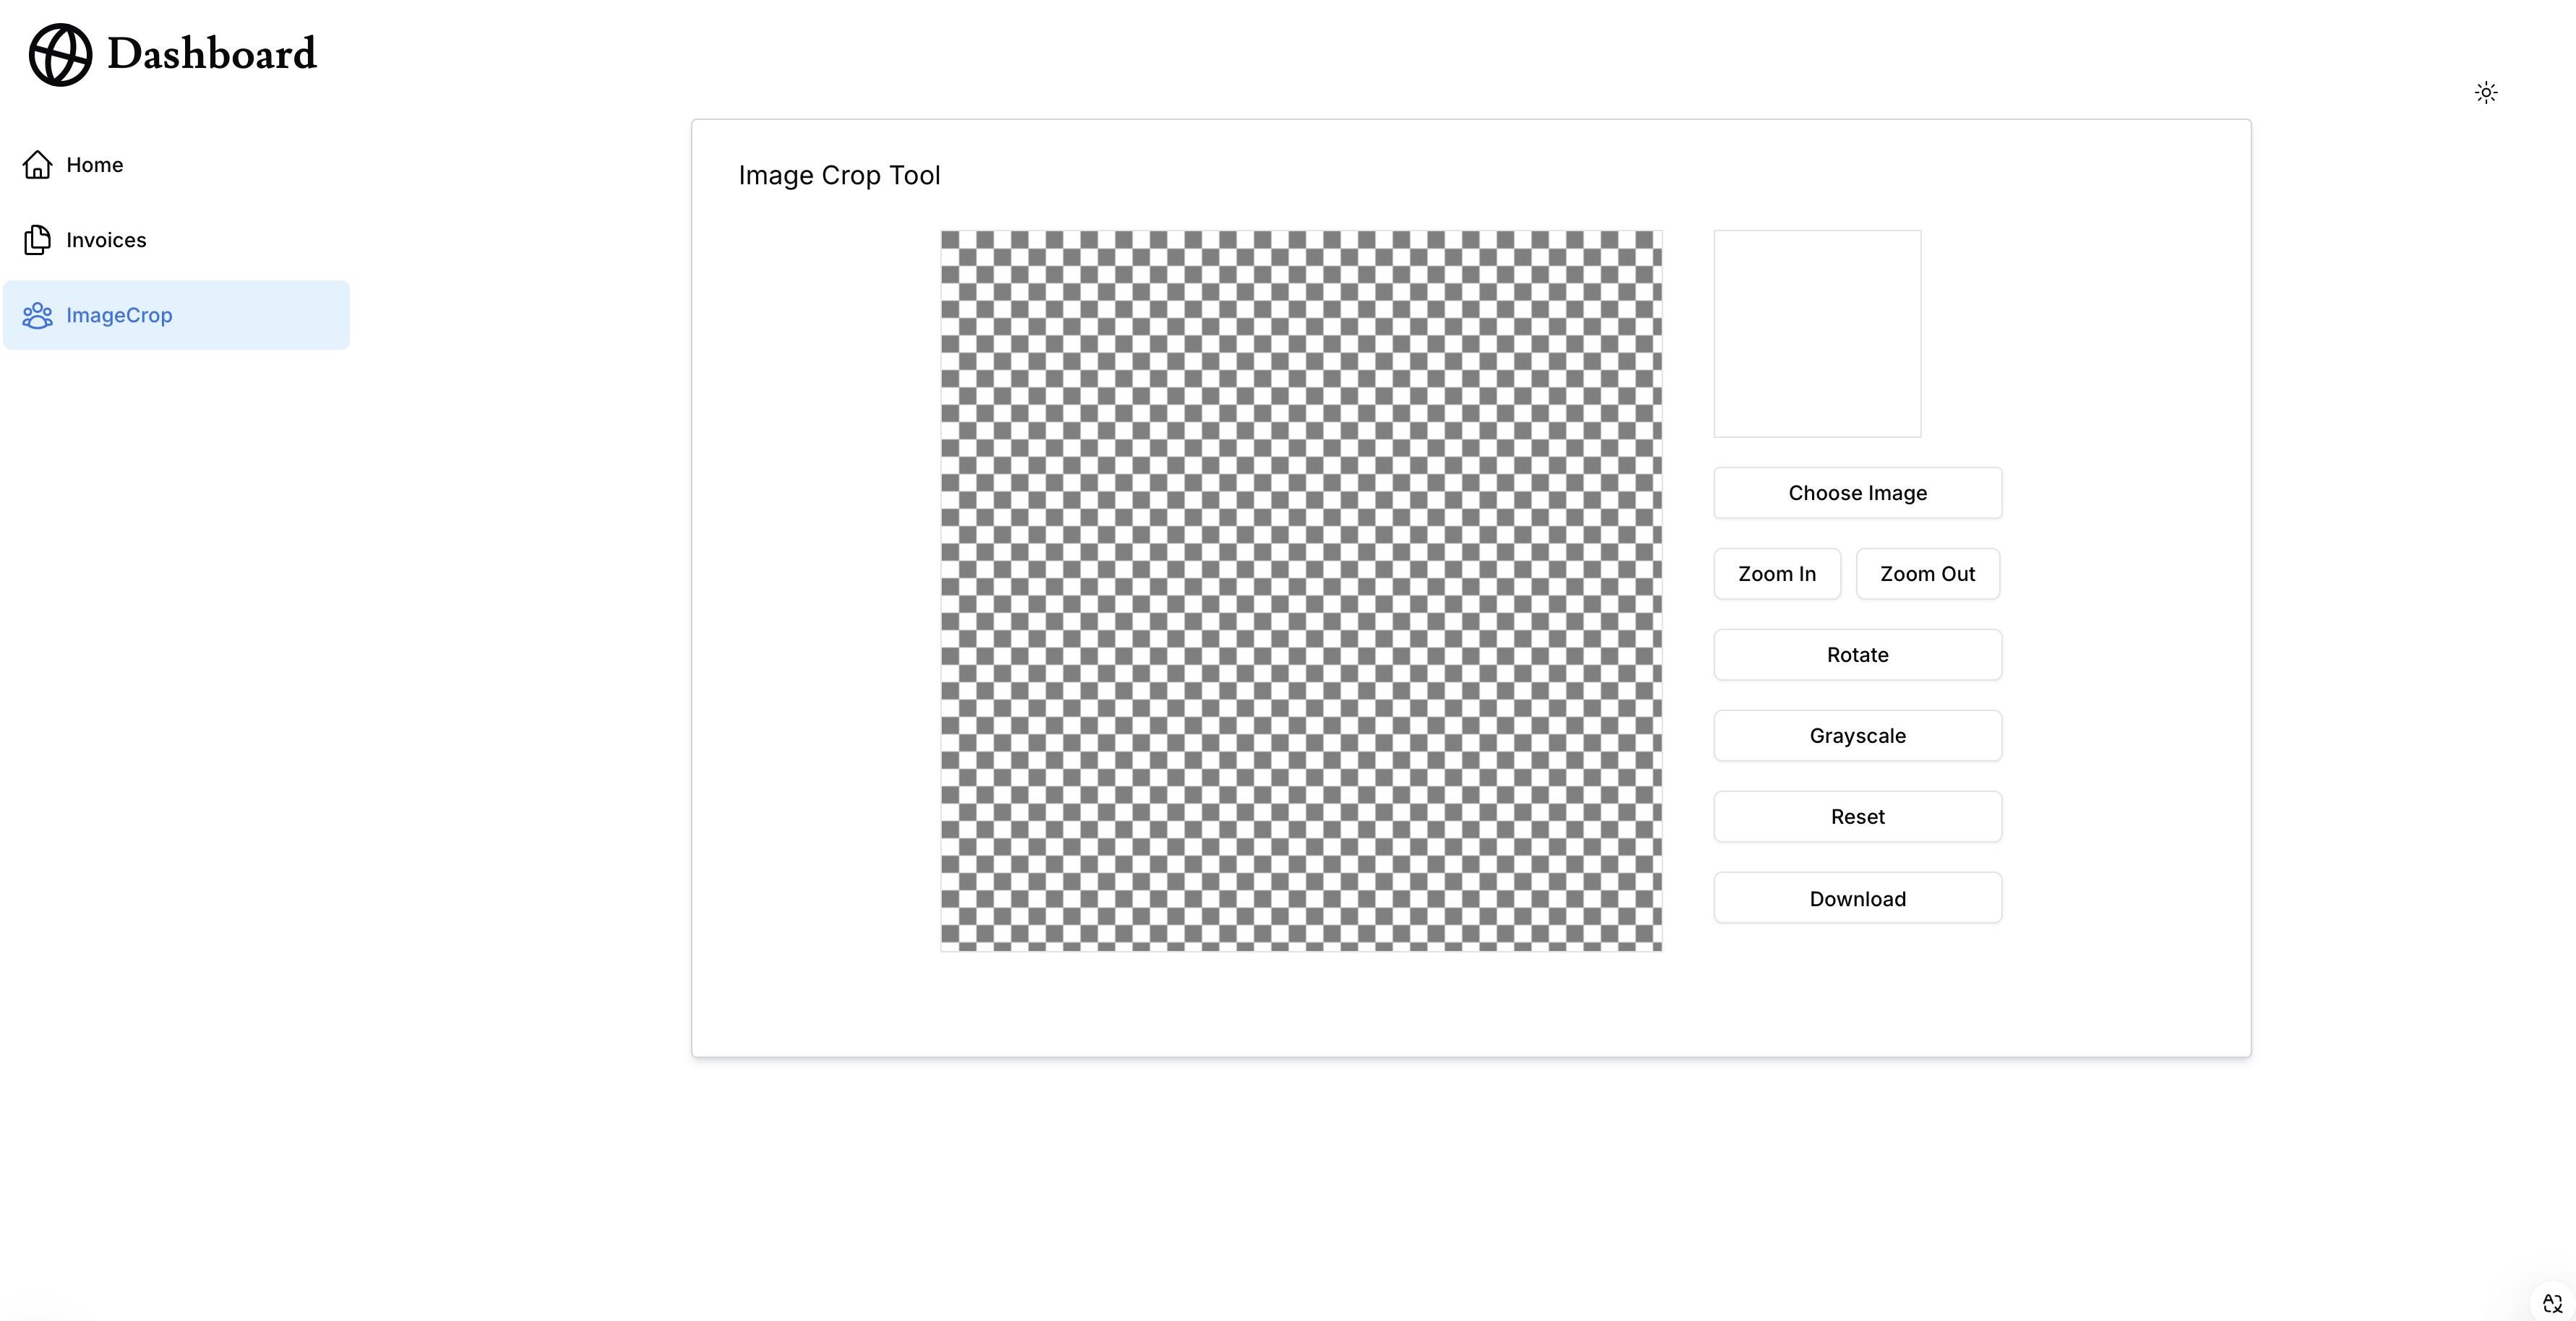 Dashboard
Home
Invoices
ImageCrop
Image Crop Tool
Choose Image
Zoom In Zoom Out
Rotate
Grayscale
Reset
Download